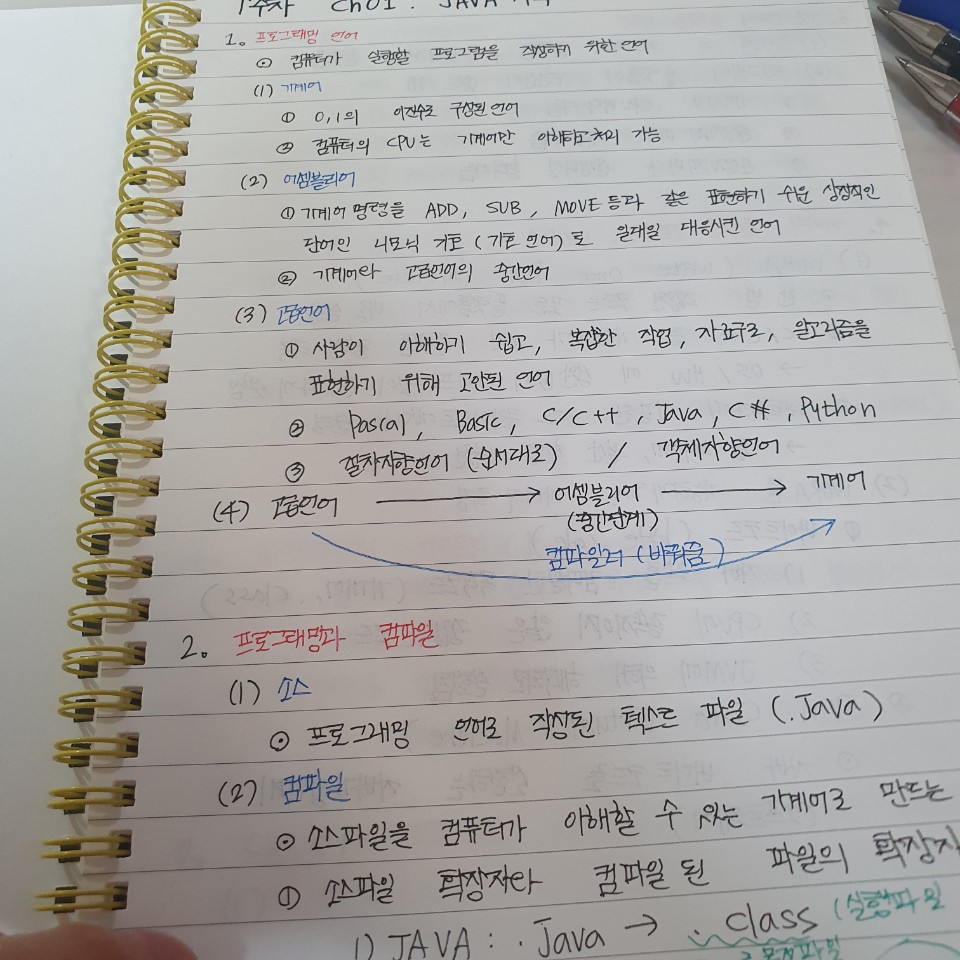 1주차 Ch01. JAVA
1. 프로그래밍 언어
⊙ 컴퓨터가 실행할 프로그램을 작성하기 위한 언어
(1) 기계어
① 0,1의 이진수로 구성된 언어
② 컴퓨터의 CPU는 기계어만 이해하고 처리 가능
(2) 어셈블리어
① 기계어 명령을 ADD, SUB, MOVE 등과 같은 표현하기 쉬운 상징적인
단어인 니모닉 기호 (기호 언어)로 일대일 대응시킨 언어
② 기계어와 고급언어의 중간언어
(3) 고급언어
① 사람이 이해하기 쉽고, 복잡한 작업, 자료구조, 알고리즘을
표현하기 위해 고안된 언어
② Pascal, Basic, C/C++, Java, C#, Python
③ 절차지향언어 (순서대로) / 객체지향언어
(4) 고급언어 → 어셈블리어 → 기계어
(중간단계)
컴파일러 (바꿔줌)
2. 프로그래밍과 컴파일
(1) 소스
⊙ 프로그래밍 언어로 작성된 텍스트 파일 (.Java)
(2) 컴파일
⊙ 소스파일을 컴퓨터가 이해할 수 있는 기계어로 만드는
① 소스파일 확장자와 컴파일 된 파일의 확장자
1) JAVA : .Java → .class (실행파일